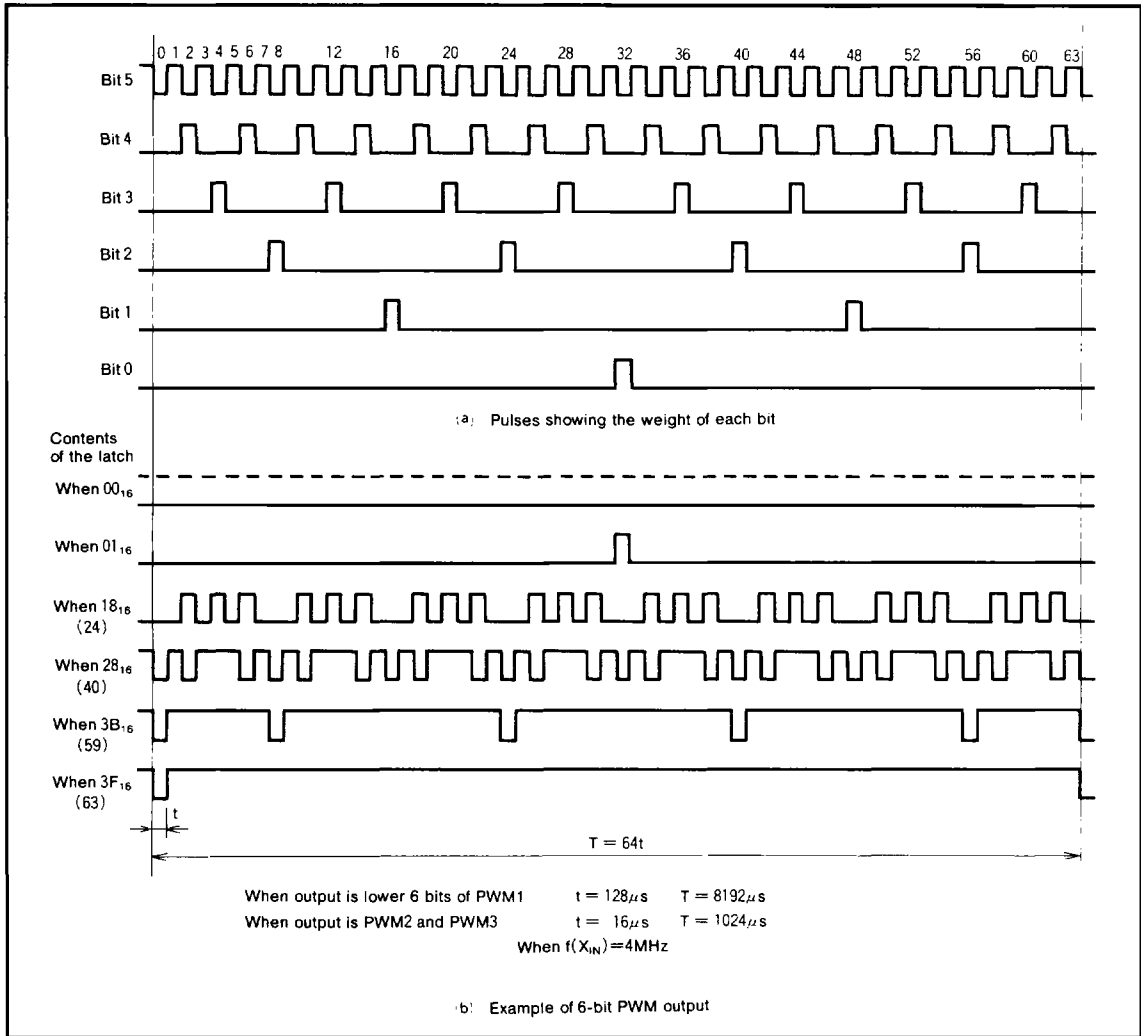 0 1 2 3 4 5 6 7 8 12 16 20 24 28 32 36 40 44 48 52 56 60 63
Bit 5
Bit 4
Bit 3
Bit 2
Bit 1
Bit 0
(a) Pulses showing the weight of each bit
Contents
of the latch
When 00₁₆
When 01₁₆
When 18₁₆
(24)
When 28₁₆
(40)
When 3B₁₆
(59)
When 3F₁₆
(63)
t
T = 64t
When output is lower 6 bits of PWM1 t = 128μs T = 8192μs
When output is PWM2 and PWM3 t = 16μs T = 1024μs
When f(X_IN)=4MHz
(b) Example of 6-bit PWM output